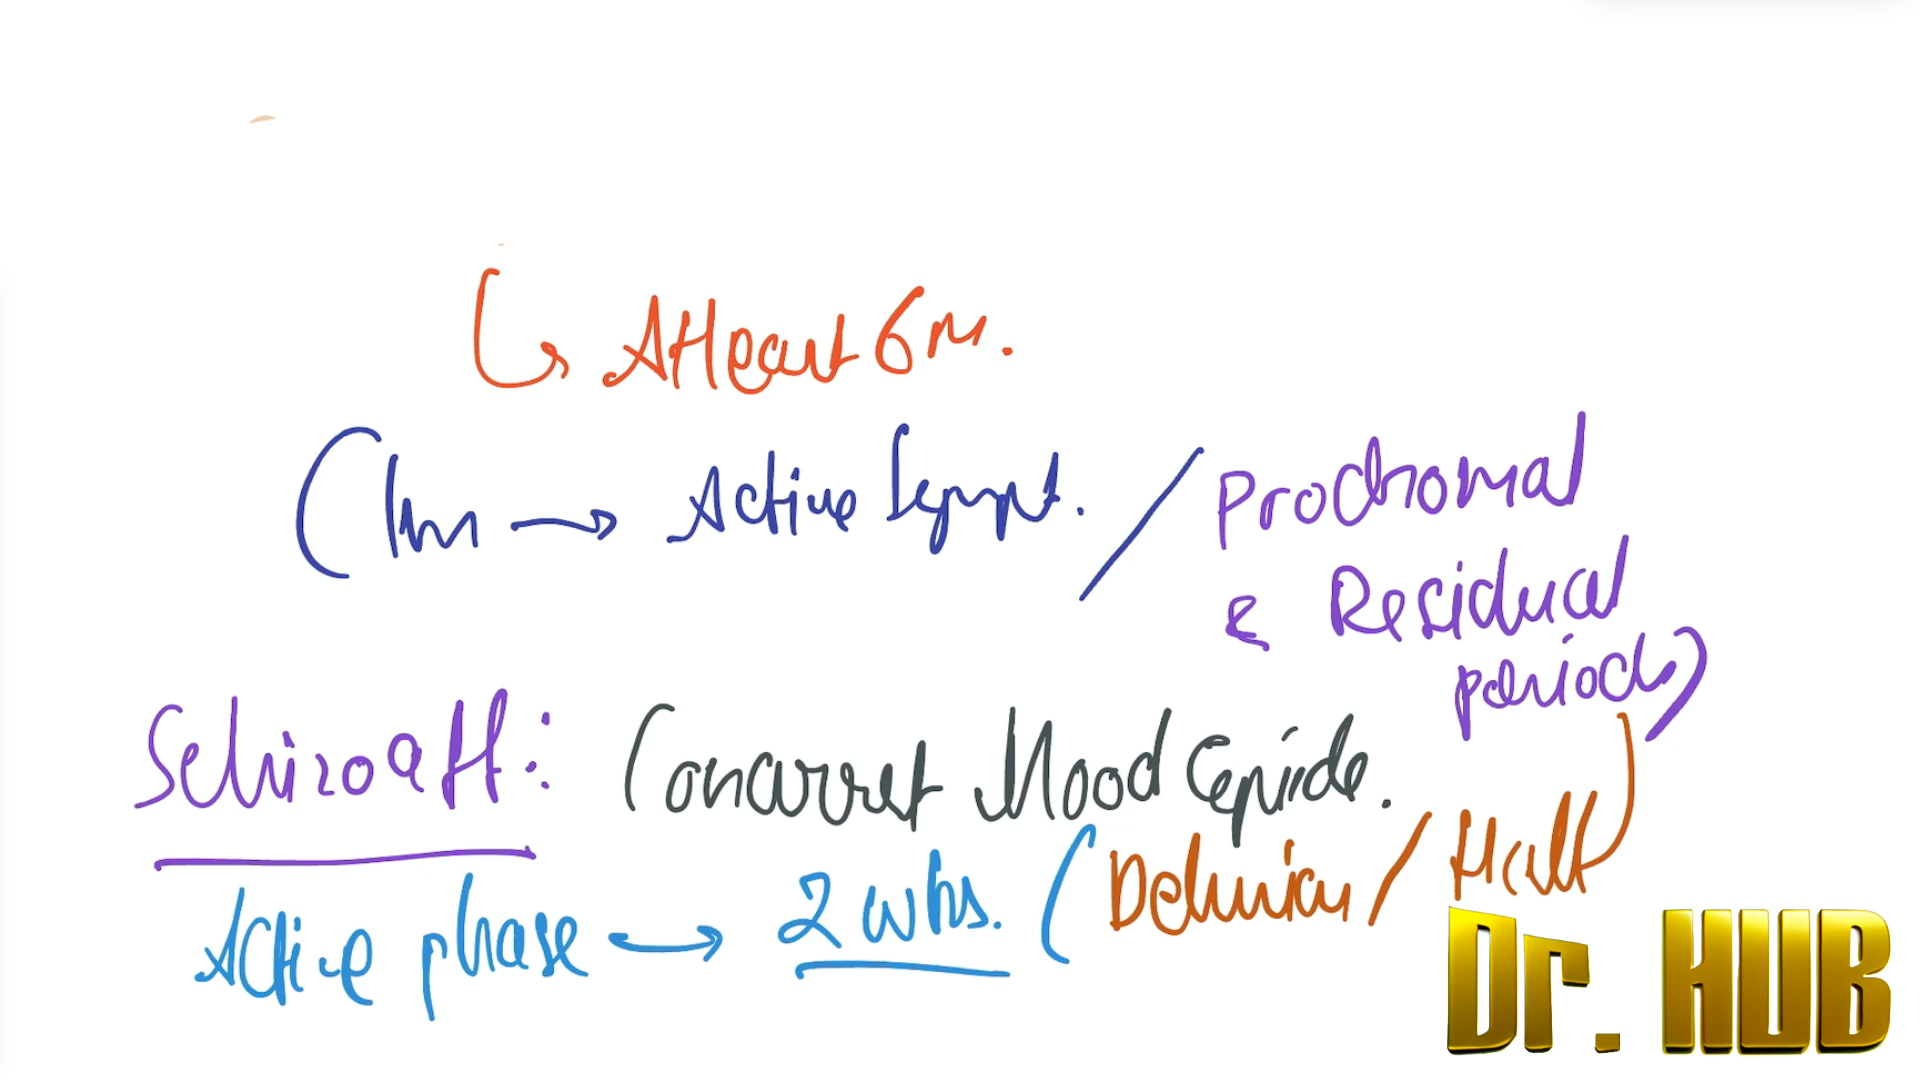 ↳ Atleast 6m.
(1m → Active Sympt. / Prodromal
& Residual
periods)
Schizoaff: Concurrent Mood Episode.
Active phase → 2 wks. (Delusion / Hall)
Dr. HUB